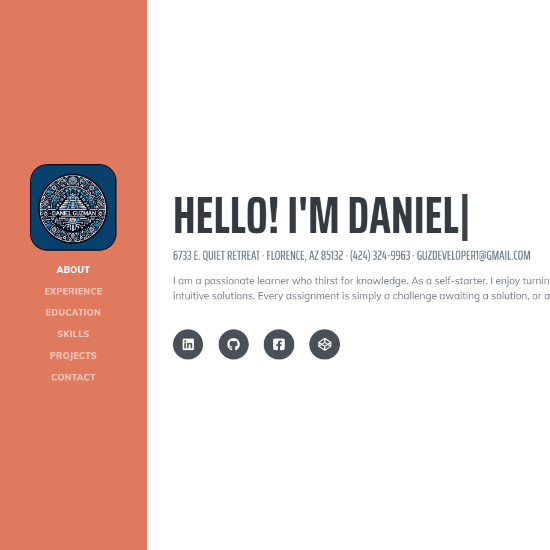 DANIEL GUZMAN
ABOUT
EXPERIENCE
EDUCATION
SKILLS
PROJECTS
CONTACT
HELLO! I'M DANIEL|
6733 E. QUIET RETREAT · FLORENCE, AZ 85132 · (424) 324-9963 · GUZDEVELOPER1@GMAIL.COM
I am a passionate learner who thirst for knowledge. As a self-starter, I enjoy turnin
intuitive solutions. Every assignment is simply a challenge awaiting a solution, or a